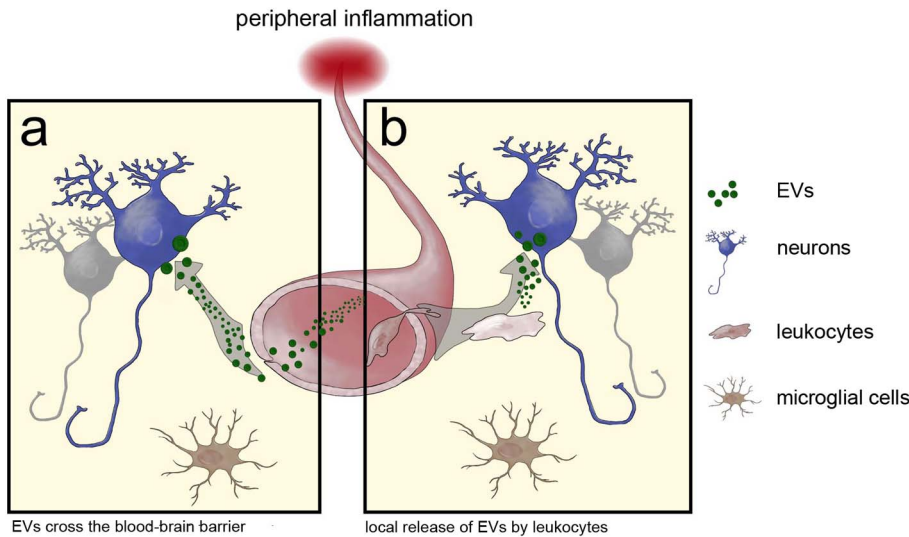 peripheral inflammation
a
b
EVs
neurons
leukocytes
microglial cells
EVs cross the blood-brain barrier
local release of EVs by leukocytes